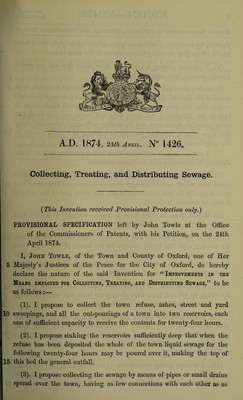 A.D. 1874, 24th APRIL. N° 1426.
Collecting, Treating, and Distributing Sewage.
(This Invention received Provisional Protection only.)
PROVISIONAL SPECIFICATION left by John Towle at the Office
of the Commissioners of Patents, with his Petition, on the 24th
April 1874.
I, JOHN TOWLE, of the Town and County of Oxford, one of Her
5 Majesty's Justices of the Peace for the City of Oxford, do hereby
declare the nature of the said Invention for "IMPROVEMENTS IN THE
MEANS EMPLOYED FOR COLLECTING, TREATING, AND DISTRIBUTING SEWAGE," to be
as follows:—
(1). I propose to collect the town refuse, ashes, street and yard
10 sweepings, and all the out-pourings of a town into two reservoirs, each
one of sufficient capacity to receive the contents for twenty-four hours.
(2). I propose sinking the reservoirs sufficiently deep that when the
refuse has been deposited the whole of the town liquid sewage for the
following twenty-four hours may be poured over it, making the top of
15 this bed the general outfall.
(3). I propose collecting the sewage by means of pipes or small drains
spread over the town, having as few connections with each other as as